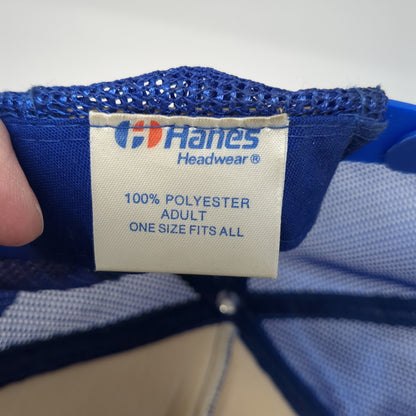 Hanes
Headwear®
100% POLYESTER
ADULT
ONE SIZE FITS ALL